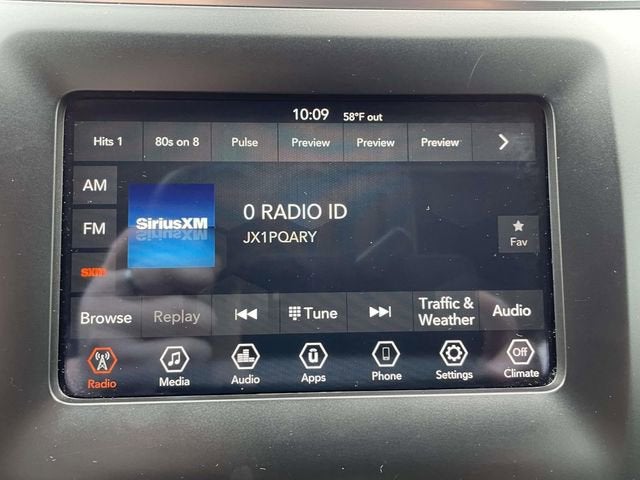 10:09 58°F out
Hits 1 80s on 8 Pulse Preview Preview Preview
AM
FM
sxm
SiriusXM
0 RADIO ID
JX1PQARY
Fav
Browse Replay Tune Traffic & Weather Audio
Radio Media Audio Apps Phone Settings Off Climate